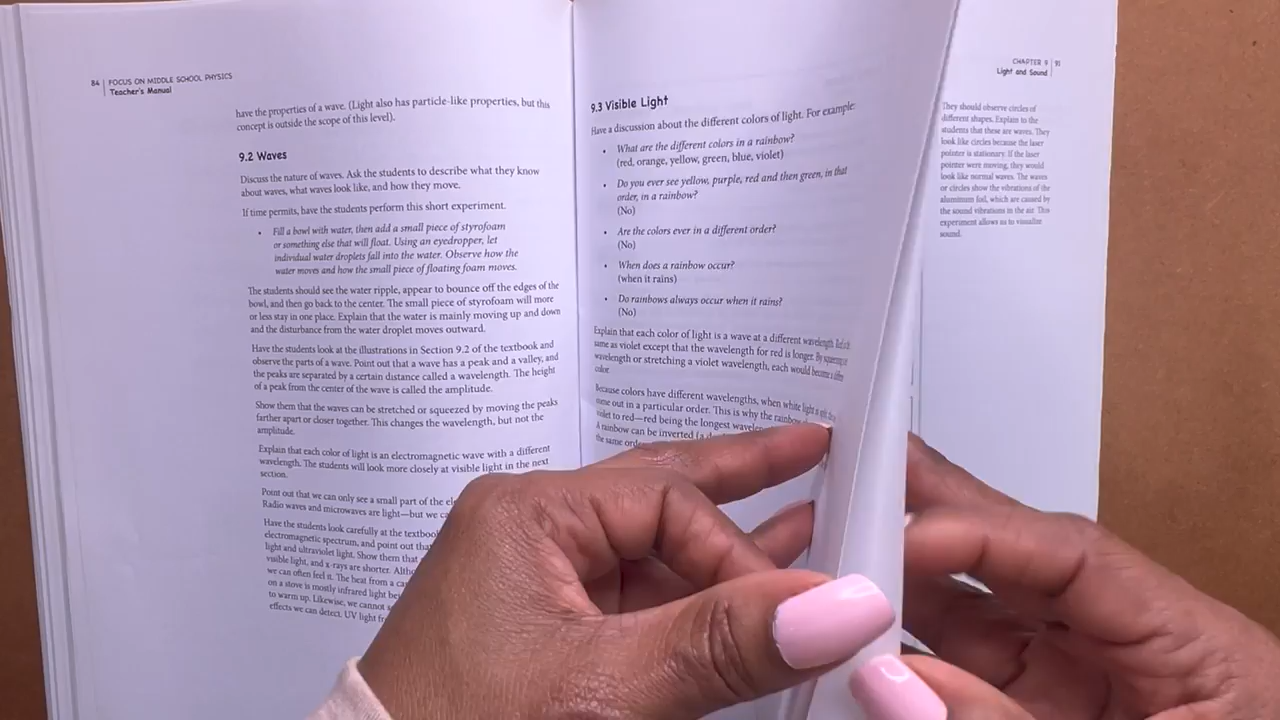 84 | FOCUS ON MIDDLE SCHOOL PHYSICS
Teacher's Manual
have the properties of a wave. (Light also has particle-like properties, but this
concept is outside the scope of this level).
9.2 Waves
Discuss the nature of waves. Ask the students to describe what they know
about waves, what waves look like, and how they move.
If time permits, have the students perform this short experiment.
• Fill a bowl with water, then add a small piece of styrofoam
or something else that will float. Using an eyedropper, let
individual water droplets fall into the water. Observe how the
water moves and how the small piece of floating foam moves.
The students should see the water ripple, appear to bounce off the edges of the
bowl, and then go back to the center. The small piece of styrofoam will more
or less stay in one place. Explain that the water is mainly moving up and down
and the disturbance from the water droplet moves outward.
Have the students look at the illustrations in Section 9.2 of the textbook and
observe the parts of a wave. Point out that a wave has a peak and a valley, and
the peaks are separated by a certain distance called a wavelength. The height
of a peak from the center of the wave is called the amplitude.
Show them that the waves can be stretched or squeezed by moving the peaks
farther apart or closer together. This changes the wavelength, but not the
amplitude.
Explain that each color of light is an electromagnetic wave with a different
wavelength. The students will look more closely at visible light in the next
section.
Point out that we can only see a small part of the
Radio waves and microwaves are light—but we
Have the students look carefully at the
electromagnetic spectrum, and point out
light and ultraviolet light. Show them that
visible light, and x-rays are shorter.
we can often feel it. The heat from a
on a stove is mostly infrared light
to warm up. Likewise, we cannot
effects we can detect. UV light
9.3 Visible Light
Have a discussion about the different colors of light. For example:
• What are the different colors in a rainbow?
(red, orange, yellow, green, blue, violet)
• Do you ever see yellow, purple, red and then green, in that
order, in a rainbow?
(No)
• Are the colors ever in a different order?
(No)
• When does a rainbow occur?
(when it rains)
• Do rainbows always occur when it rains?
(No)
Explain that each color of light is a wave at a different wavelength.
same as violet except that the wavelength for red is longer. By
wavelength or stretching a violet wavelength, each would become a
color.
Because colors have different wavelengths, when white light is
come out in a particular order. This is why the rainbow
violet to red—red being the longest
A rainbow can be inverted
the same
CHAPTER 9 | 91
Light and Sound
They should observe circles of
different shapes. Explain to the
students that these are waves. They
look like circles because the laser
pointer is stationary. If the laser
pointer were moving, they would
look like normal waves. The waves
or circles show the vibrations of the
aluminum foil, which are caused by
the sound vibrations in the air. This
experiment allows us to visualize
sound.